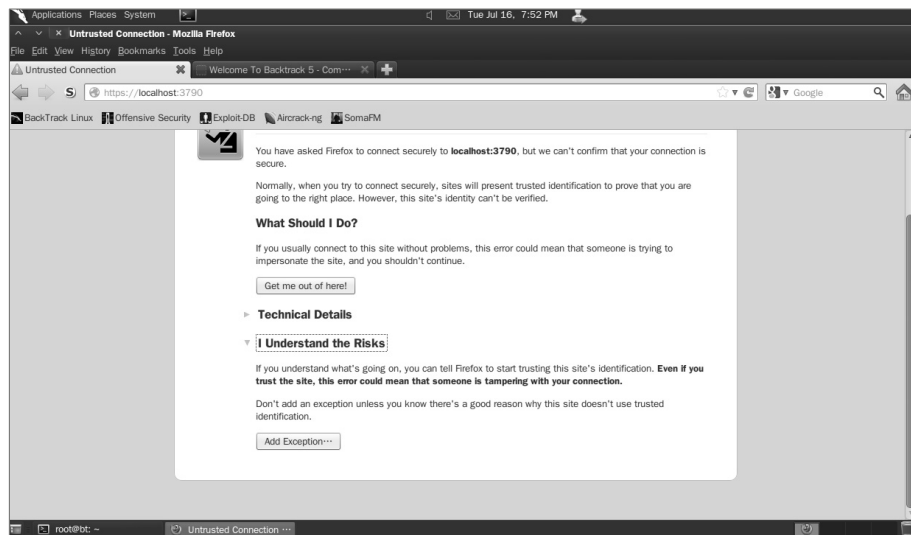 Applications Places System
Tue Jul 16, 7:52 PM
Untrusted Connection - Mozilla Firefox
File Edit View History Bookmarks Tools Help
Untrusted Connection
Welcome To Backtrack 5 - Com···
https://localhost:3790
Google
BackTrack Linux Offensive Security Exploit-DB Aircrack-ng SomaFM
You have asked Firefox to connect securely to localhost:3790, but we can't confirm that your connection is
secure.
Normally, when you try to connect securely, sites will present trusted identification to prove that you are
going to the right place. However, this site's identity can't be verified.
What Should I Do?
If you usually connect to this site without problems, this error could mean that someone is trying to
impersonate the site, and you shouldn't continue.
Get me out of here!
Technical Details
I Understand the Risks
If you understand what's going on, you can tell Firefox to start trusting this site's identification. Even if you
trust the site, this error could mean that someone is tampering with your connection.
Don't add an exception unless you know there's a good reason why this site doesn't use trusted
identification.
Add Exception···
root@bt: ~
Untrusted Connection ···